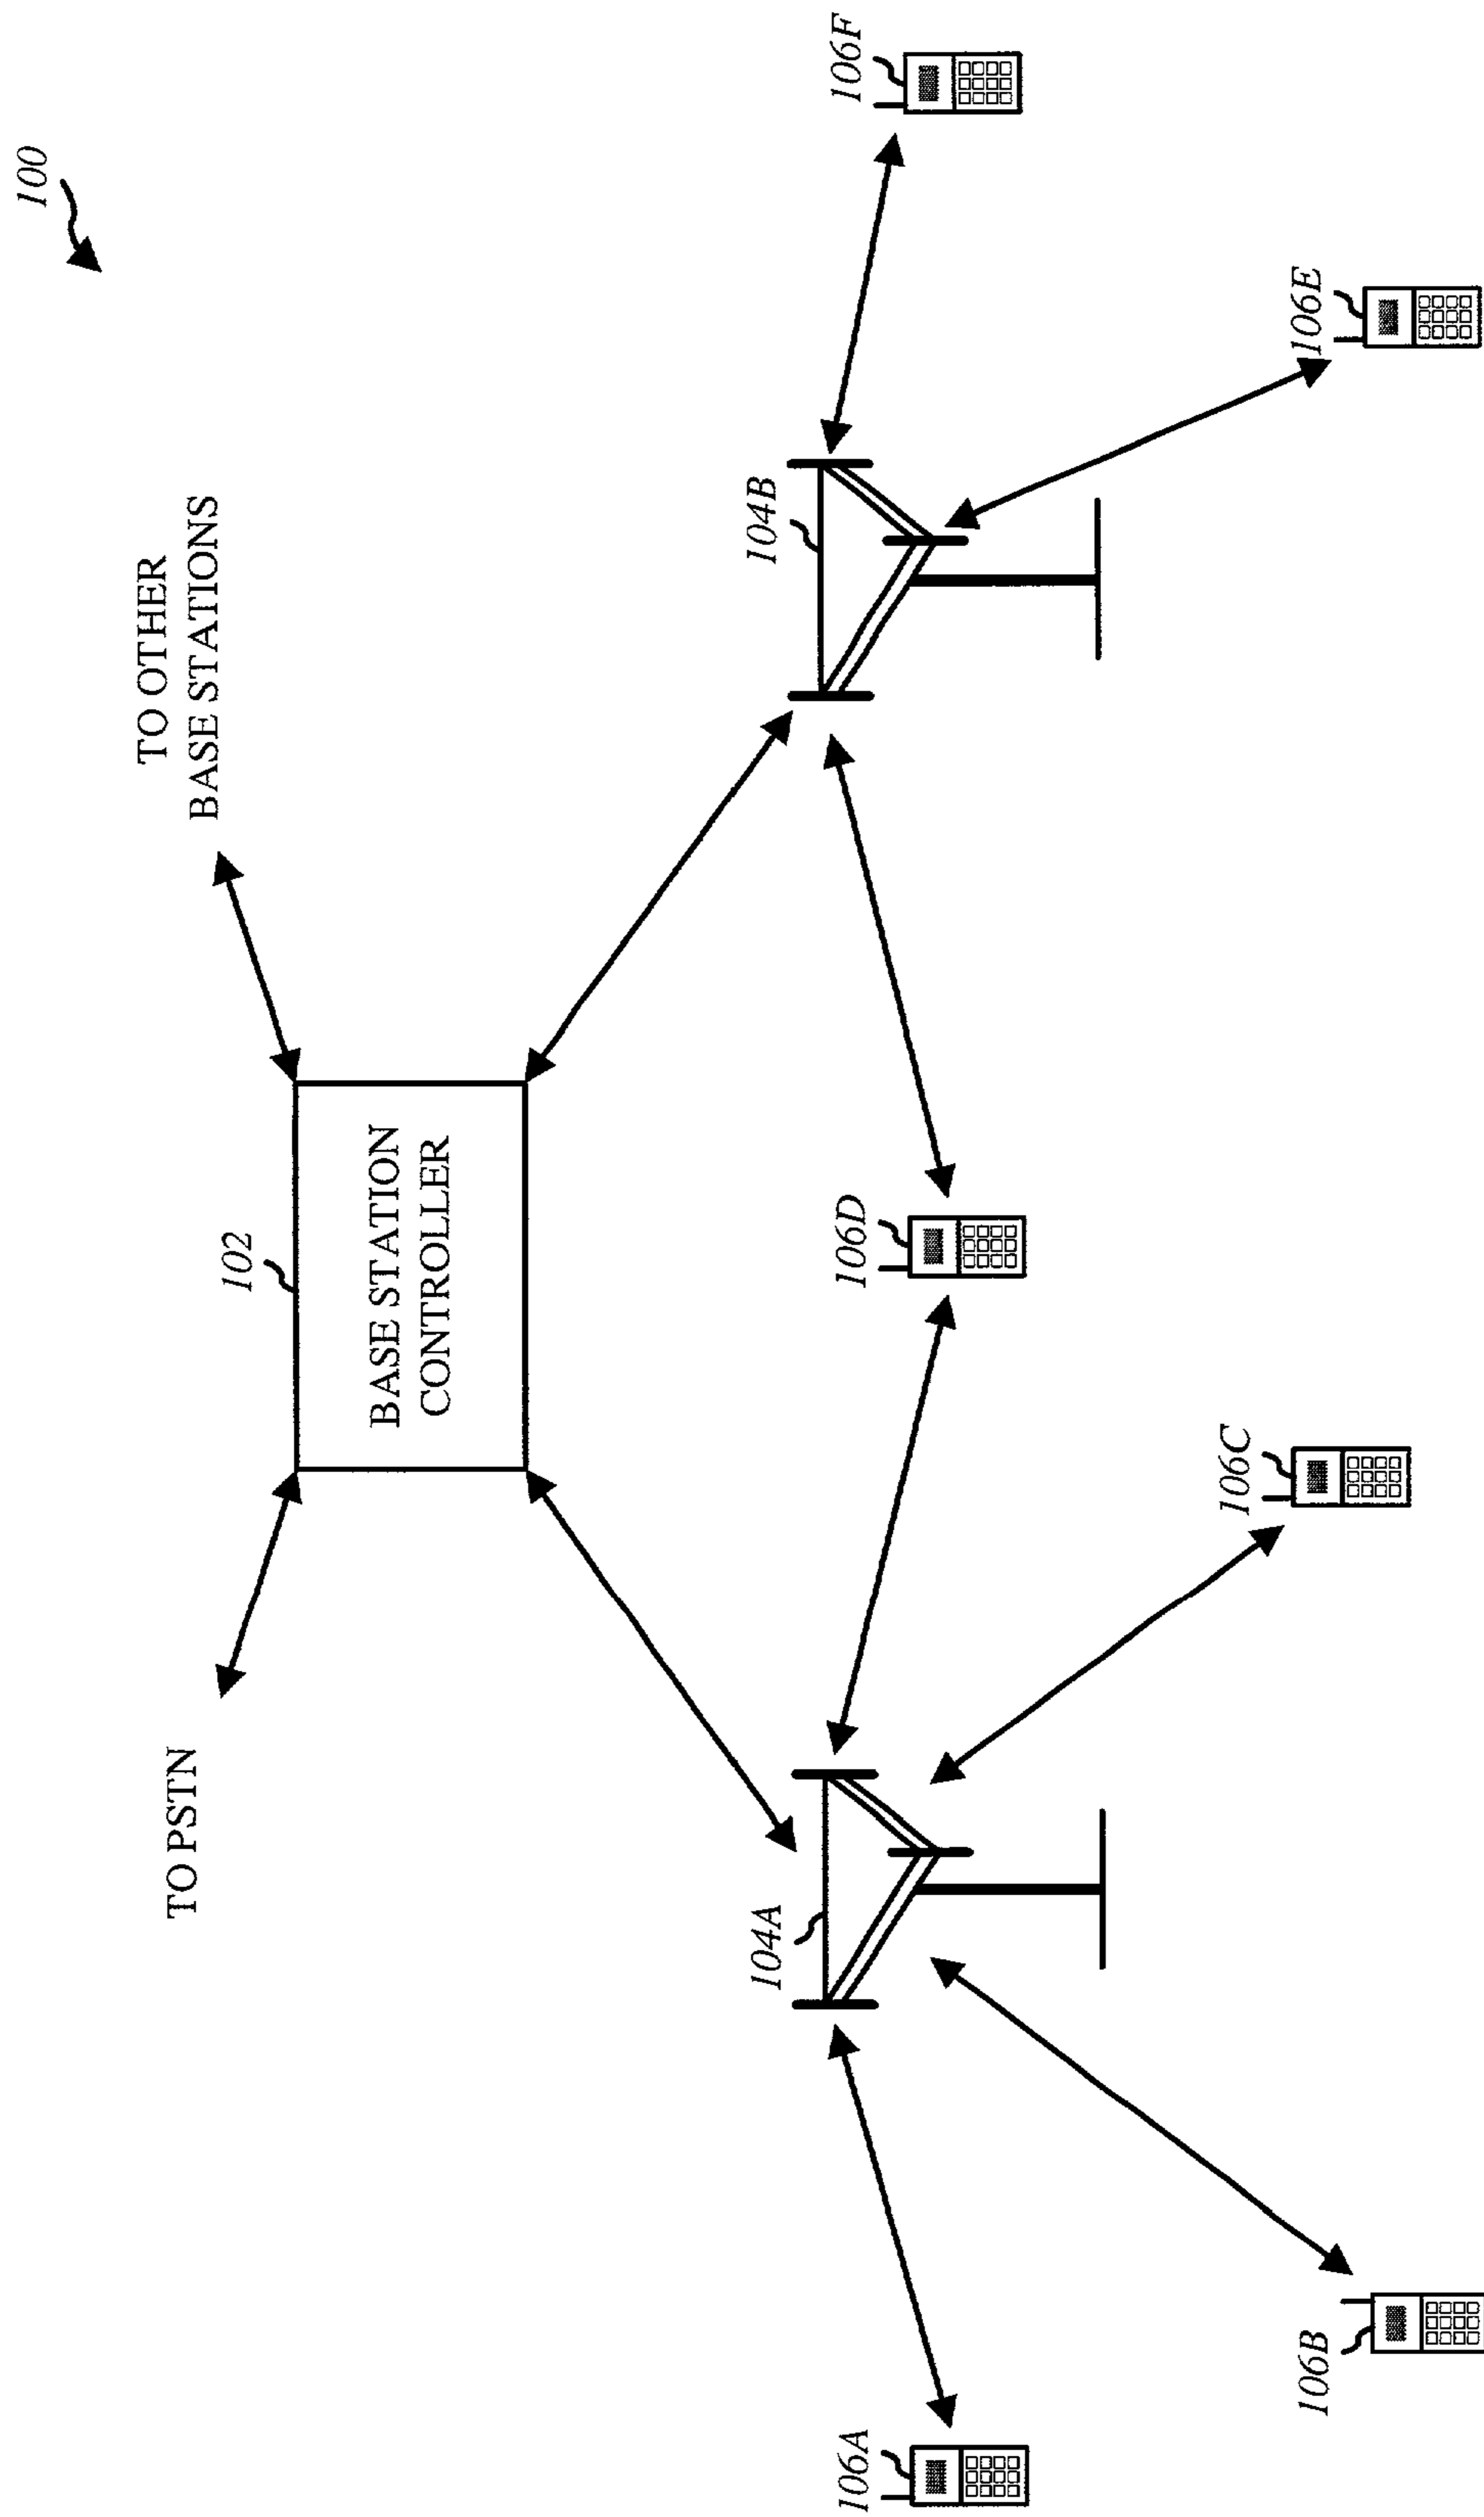 100
TO PSTN
TO OTHER
BASE STATIONS
102
BASE STATION
CONTROLLER
104A
104B
106A
106D
106F
106B
106C
106E